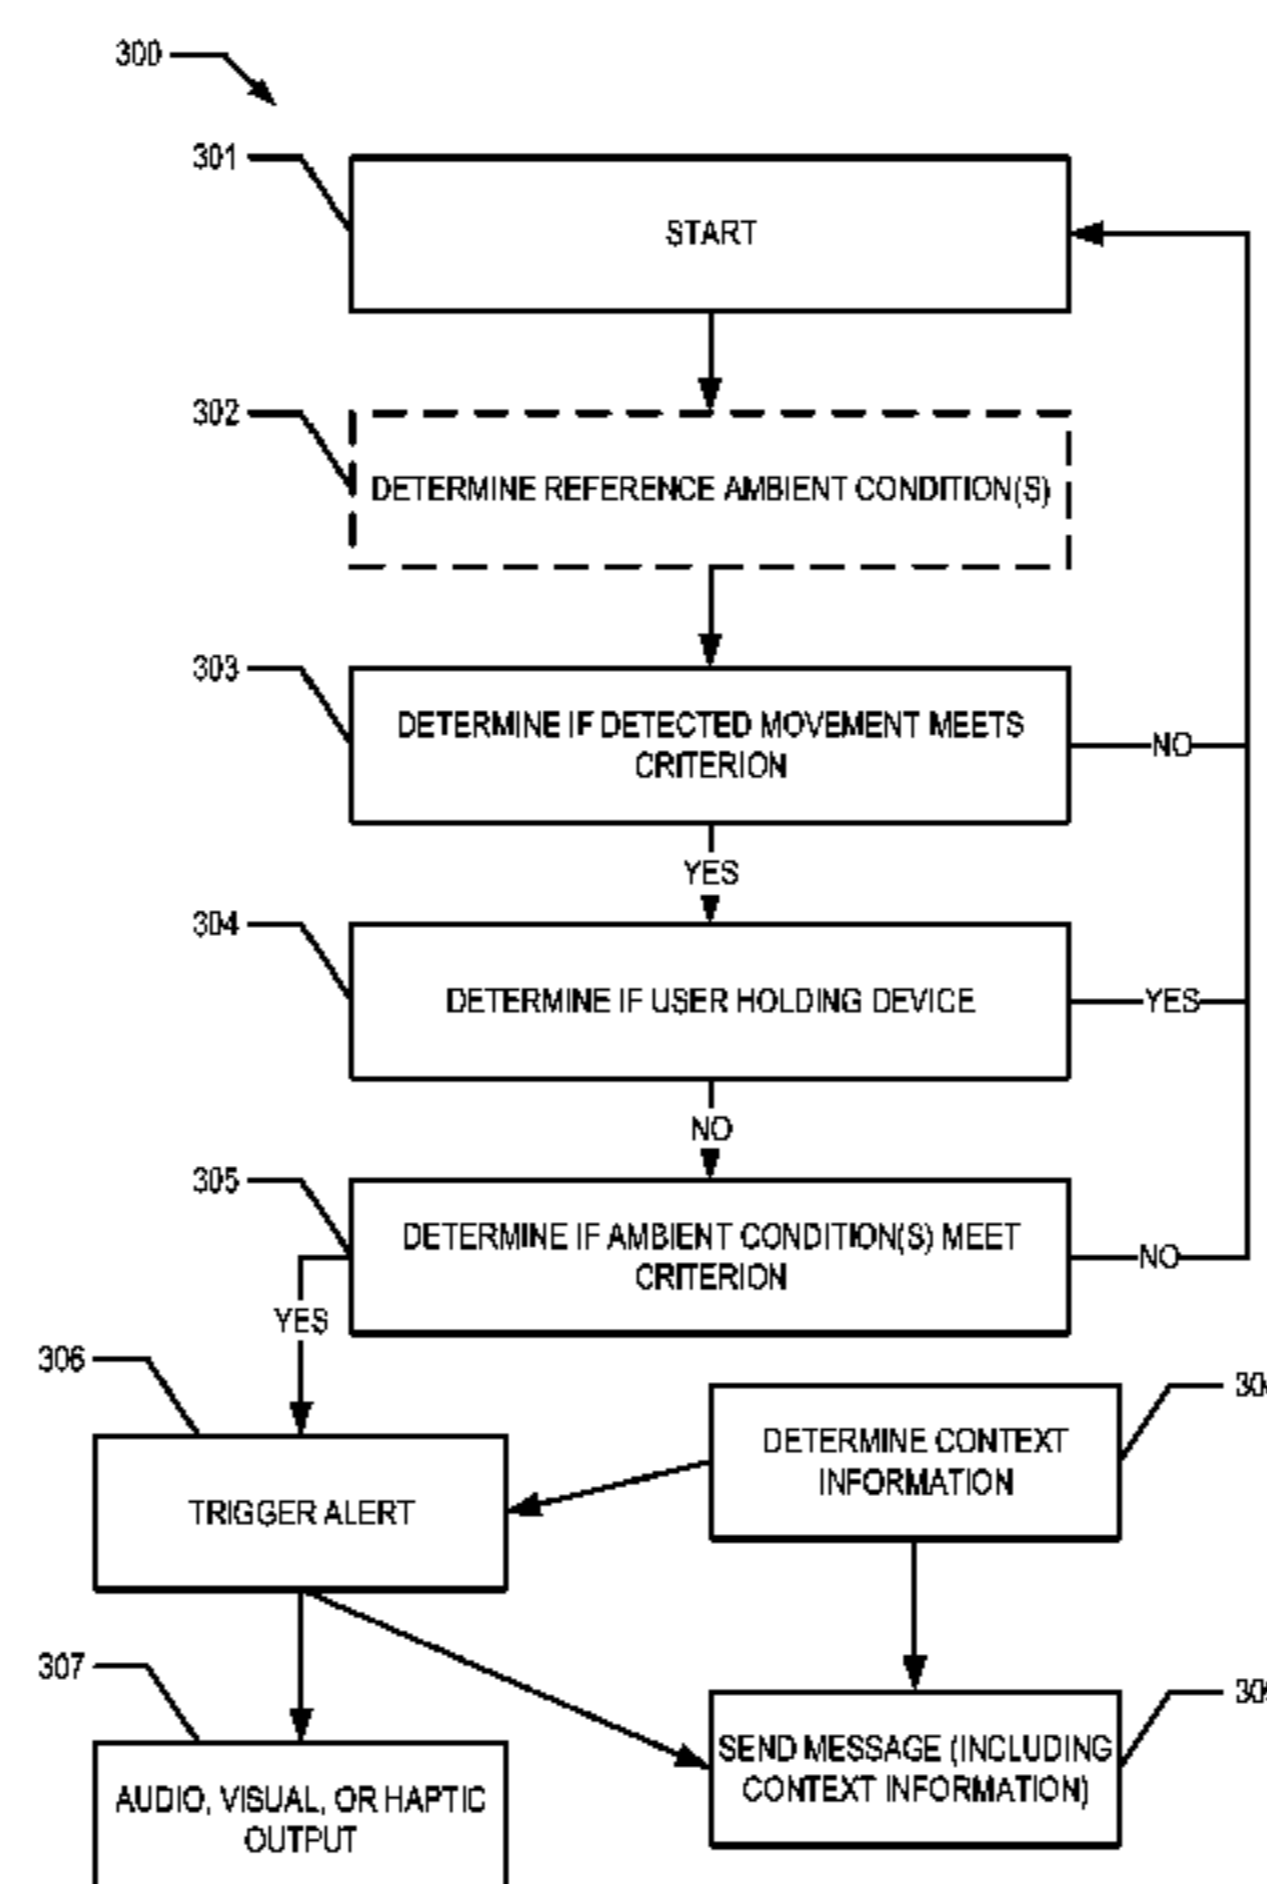 300
301
START
302
DETERMINE REFERENCE AMBIENT CONDITION(S)
303
DETERMINE IF DETECTED MOVEMENT MEETS
CRITERION
NO
YES
304
DETERMINE IF USER HOLDING DEVICE
YES
NO
305
DETERMINE IF AMBIENT CONDITION(S) MEET
CRITERION
NO
YES
306
TRIGGER ALERT
DETERMINE CONTEXT
INFORMATION
307
AUDIO, VISUAL, OR HAPTIC
OUTPUT
SEND MESSAGE (INCLUDING
CONTEXT INFORMATION)